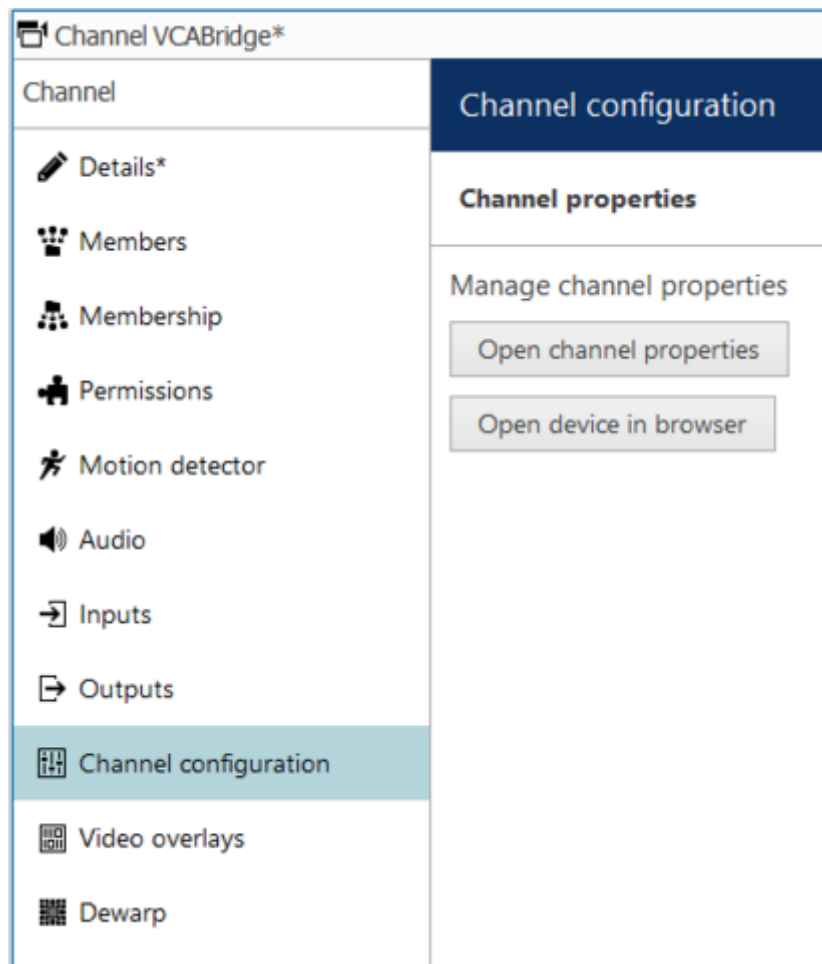 Channel VCABridge*
Channel
Details*
Members
Membership
Permissions
Motion detector
Audio
Inputs
Outputs
Channel configuration
Video overlays
Dewarp
Channel configuration
Channel properties
Manage channel properties
Open channel properties
Open device in browser